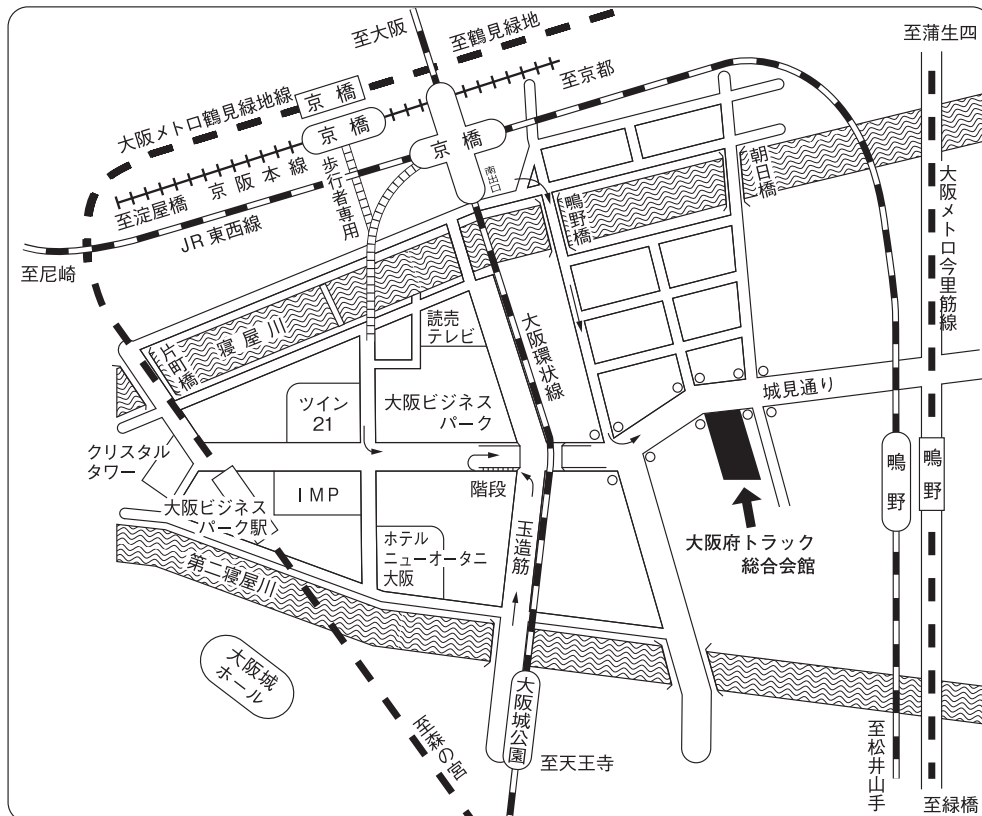 至蒲生四
至大阪
至鶴見緑地
至京都
大阪メトロ鶴見緑地線
京橋
京橋
京橋
京阪本線
歩行者専用
南出口
鴫野橋
朝日橋
至淀屋橋
JR東西線
至尼崎
大阪メトロ今里筋線
片町橋
寝屋川
読売
テレビ
大阪環状線
城見通り
ツイン
21
大阪ビジネス
パーク
クリスタル
タワー
階段
IMP
大阪ビジネス
パーク駅
鴫野
鴫野
大阪府トラック
総合会館
ホテル
ニューオータニ
大阪
玉造筋
第二寝屋川
大阪城
ホール
大阪城公園
至森の宮
至天王寺
至松井山手
至緑橋